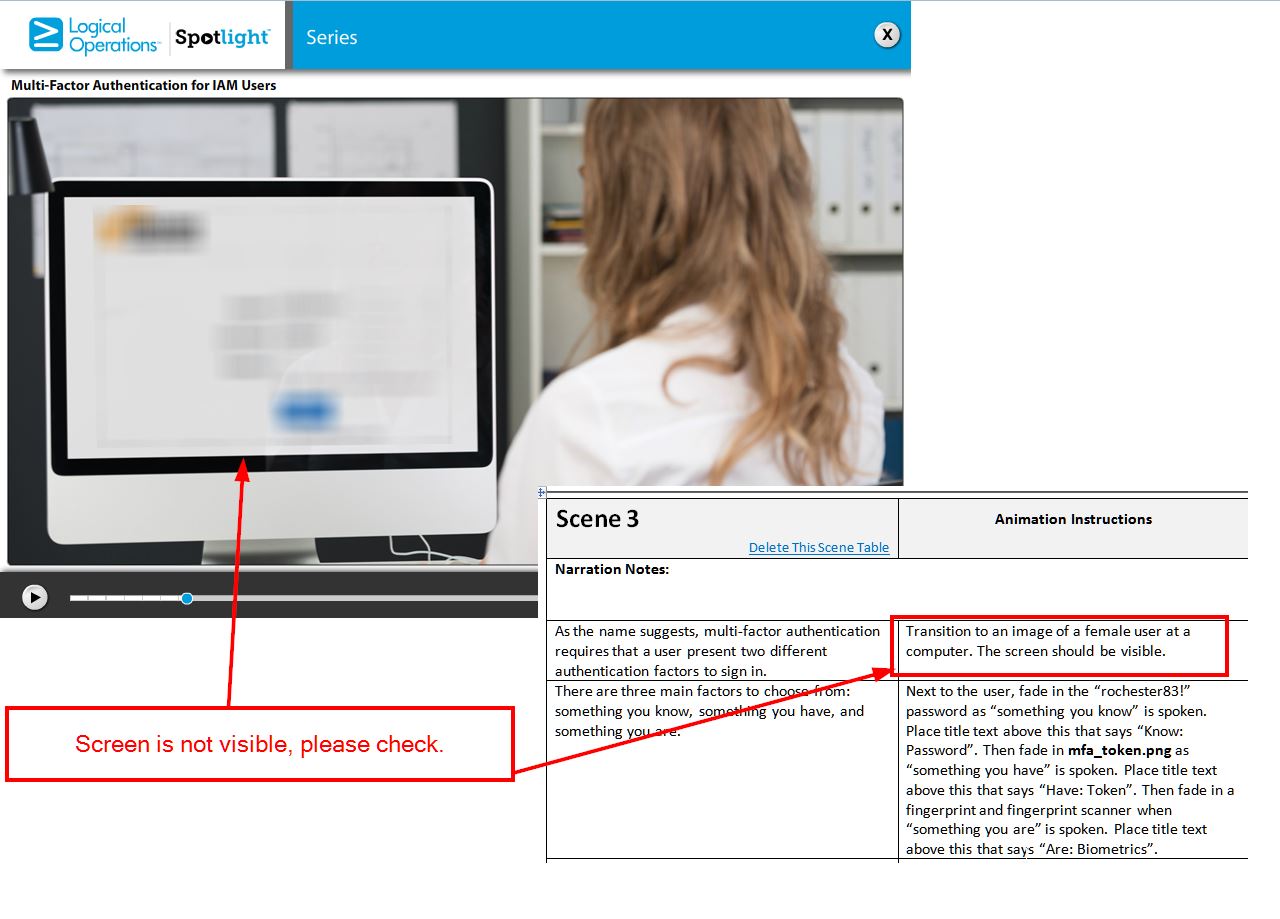 Logical
Operations
Spotlight
Series
X
Multi-Factor Authentication for IAM Users
Scene 3
Animation Instructions
Delete This Scene Table
Narration Notes:
As the name suggests, multi-factor authentication
requires that a user present two different
authentication factors to sign in.
Transition to an image of a female user at a
computer. The screen should be visible.
There are three main factors to choose from:
something you know, something you have, and
something you are.
Next to the user, fade in the “rochester83!”
password as “something you know” is spoken.
Place title text above this that says “Know:
Password”. Then fade in mfa_token.png as
“something you have” is spoken. Place title text
above this that says “Have: Token”. Then fade in a
fingerprint and fingerprint scanner when
“something you are” is spoken. Place title text
above this that says “Are: Biometrics”.
Screen is not visible, please check.